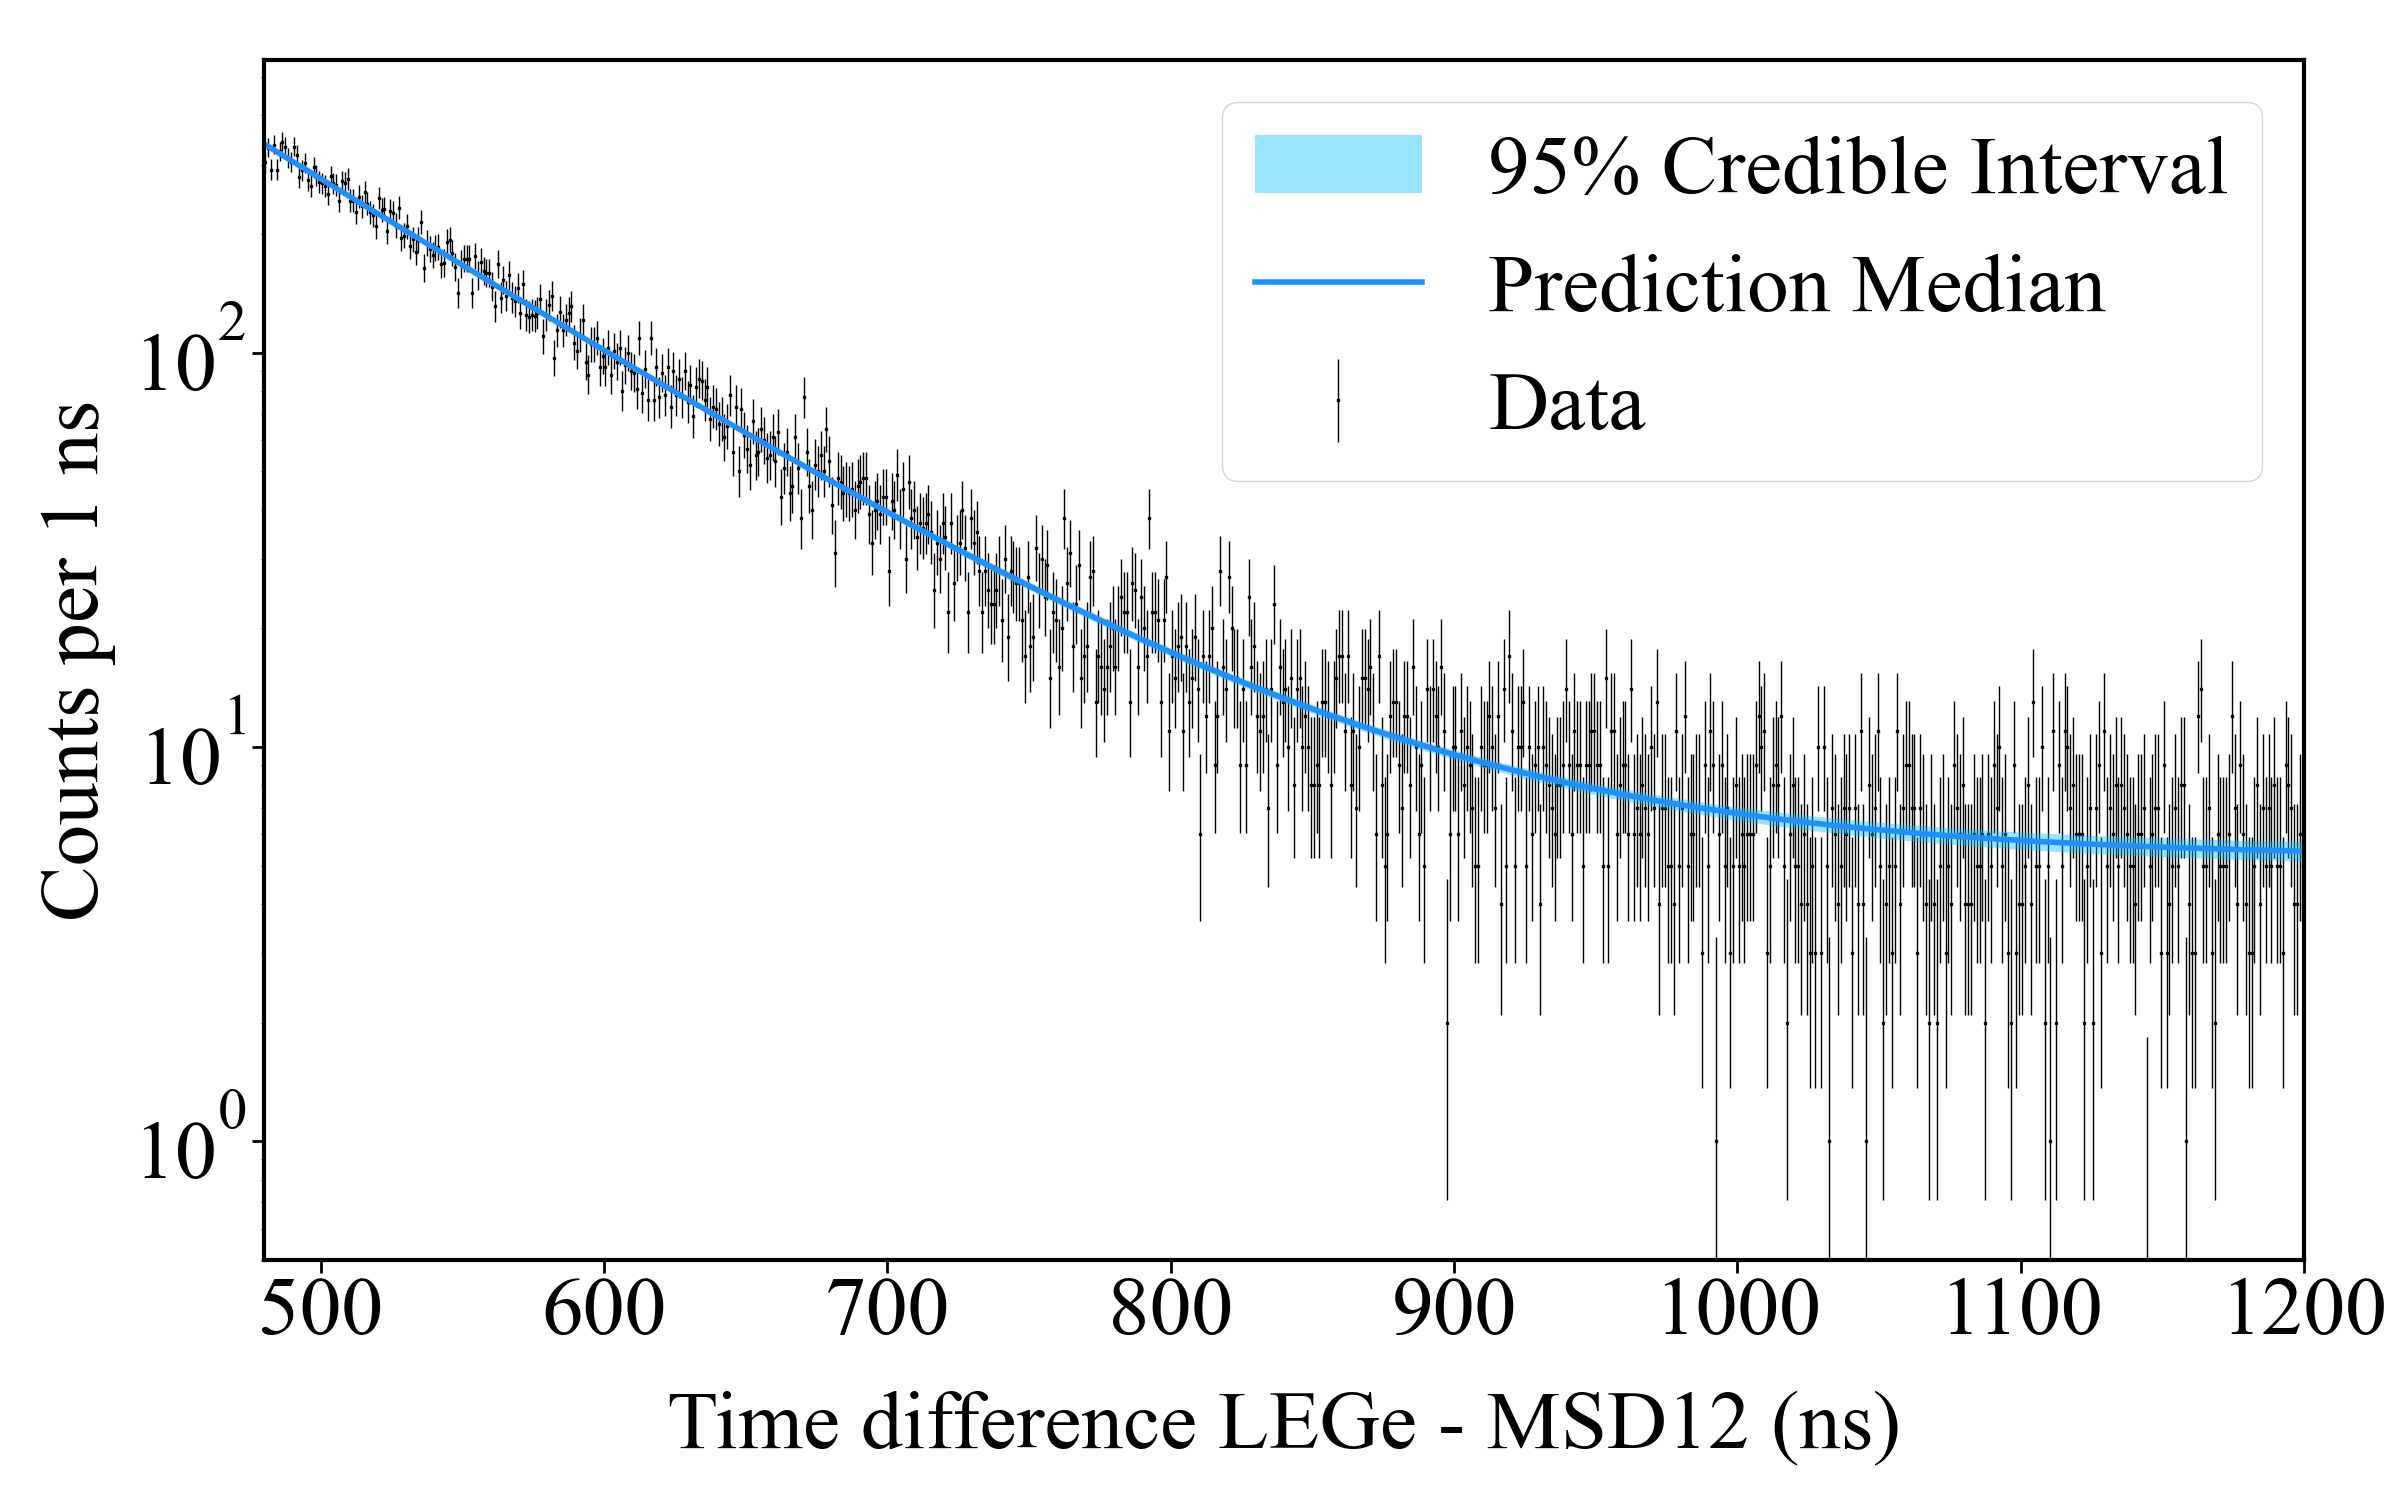 95% Credible Interval
Prediction Median
Data
10^2
10^1
10^0
Counts per 1 ns
500 600 700 800 900 1000 1100 1200
Time difference LEGe - MSD12 (ns)